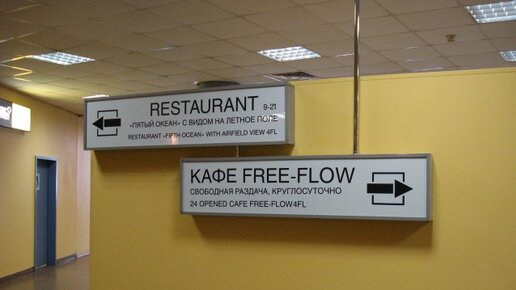 RESTAURANT 9-21
«ПЯТЫЙ ОКЕАН» С ВИДОМ НА ЛЕТНОЕ ПОЛЕ
RESTAURANT «FIFTH OCEAN» WITH AIRFIELD VIEW 4FL
КАФЕ FREE-FLOW
СВОБОДНАЯ РАЗДАЧА, КРУГЛОСУТОЧНО
24 OPENED CAFE FREE-FLOW4FL